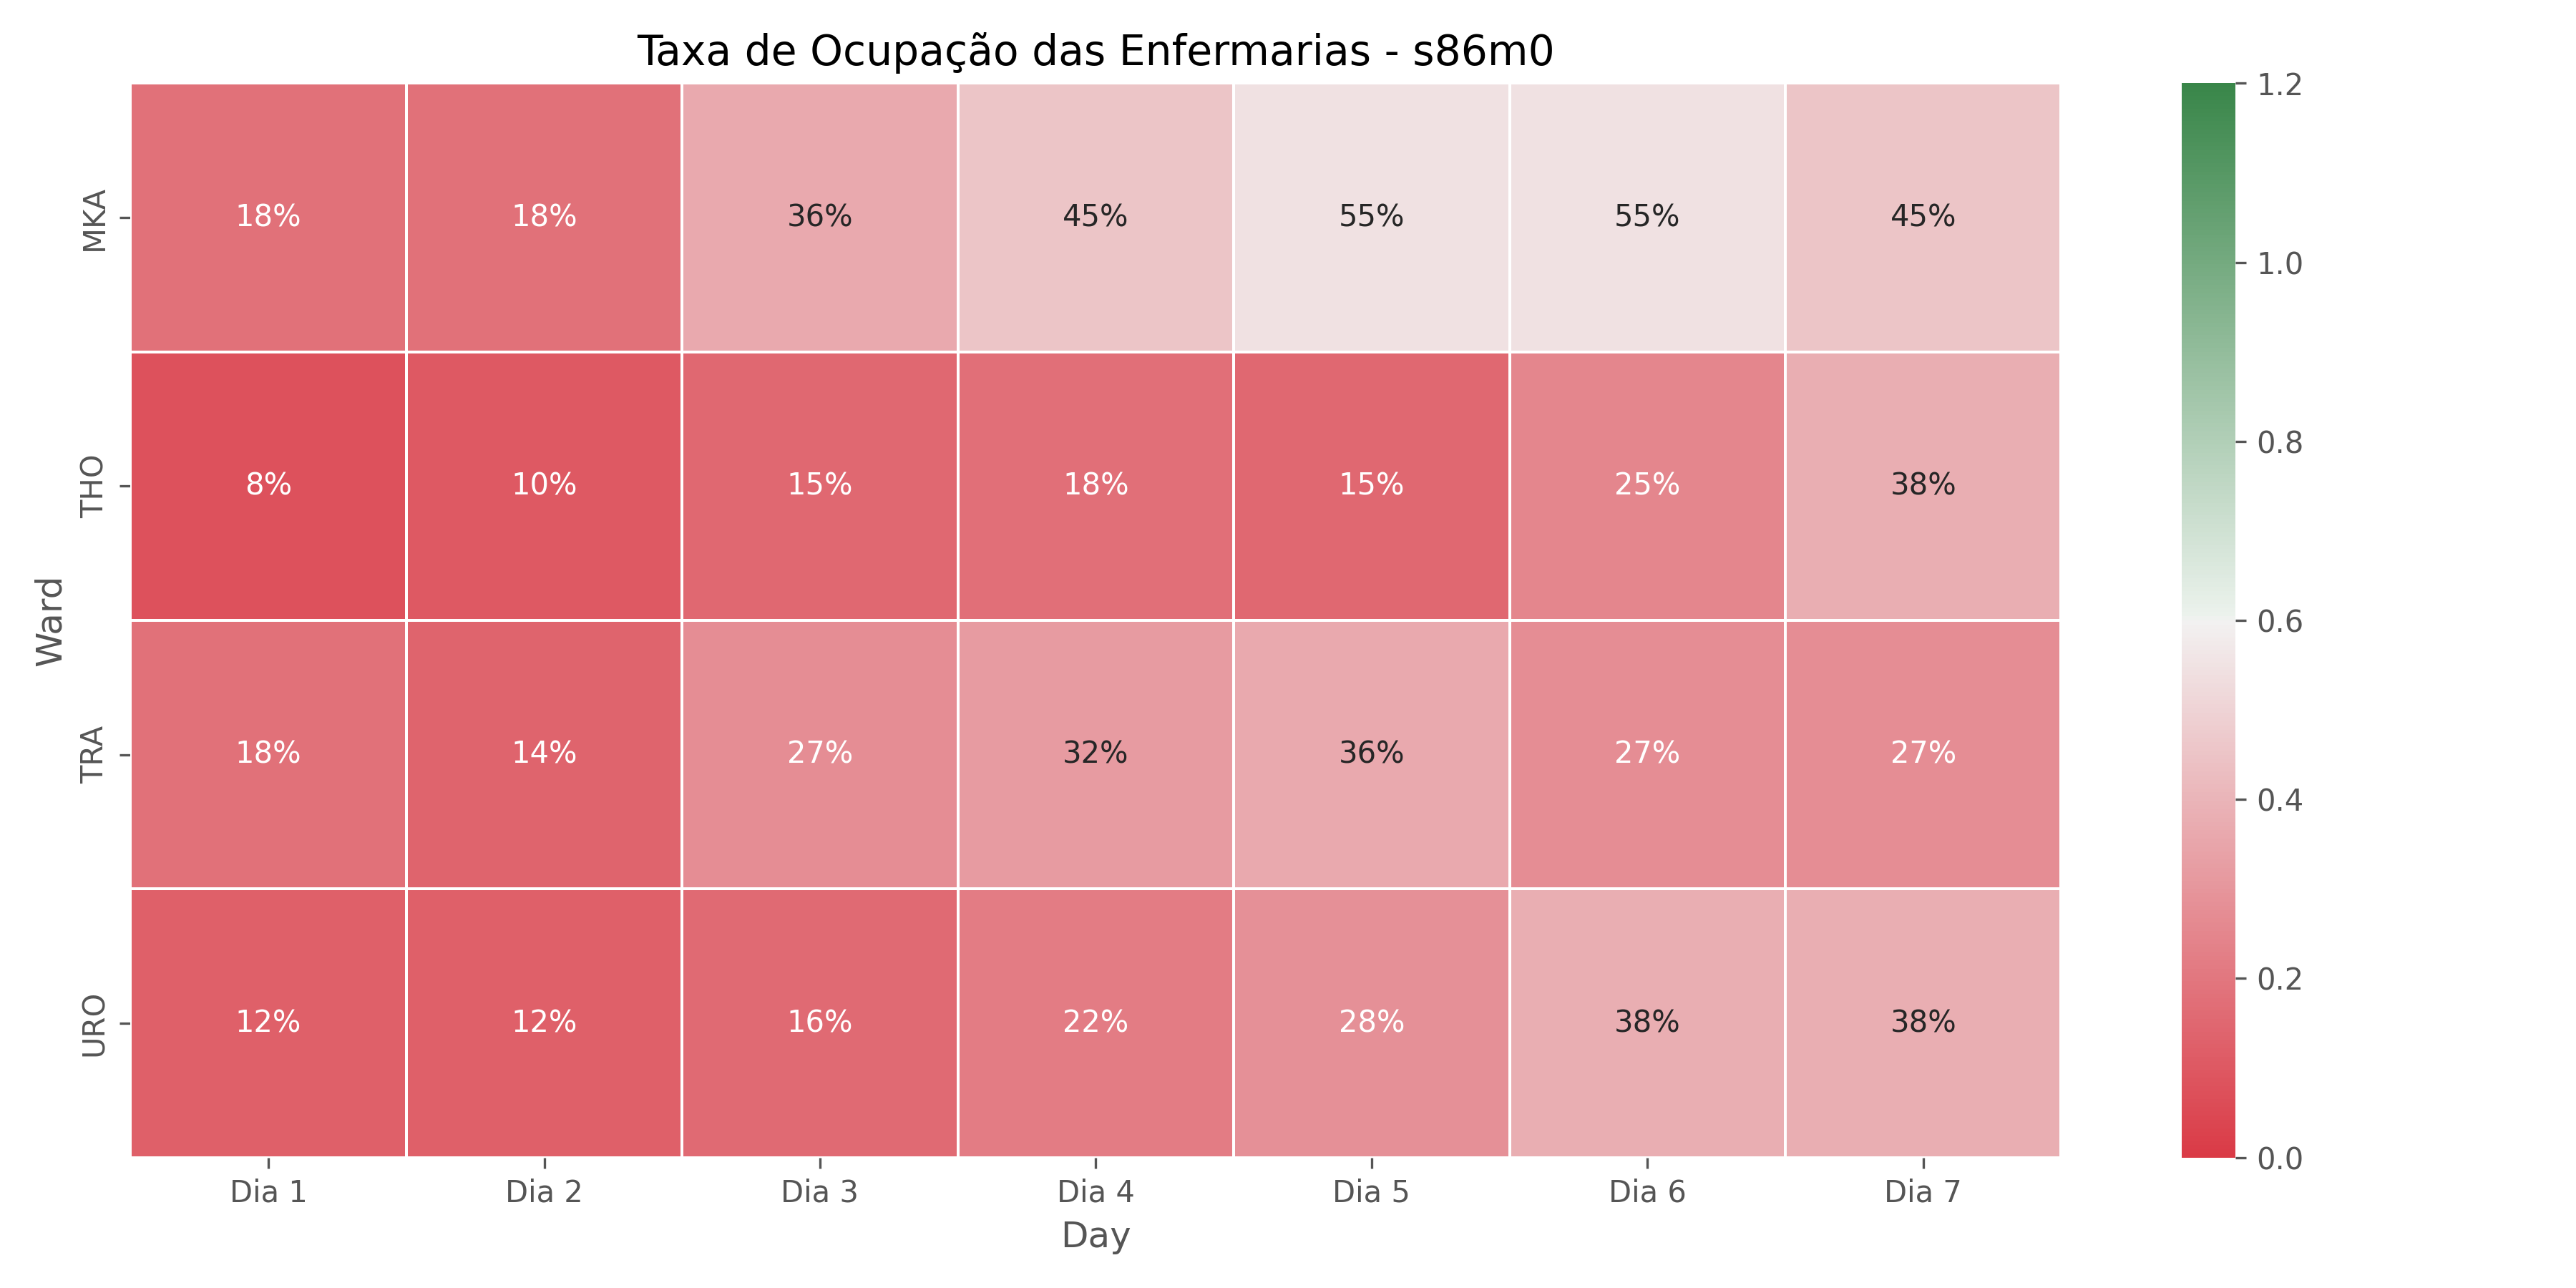 Taxa de Ocupação das Enfermarias - s86m0
Ward
MKA
18% 18% 36% 45% 55% 55% 45%
THO
8% 10% 15% 18% 15% 25% 38%
TRA
18% 14% 27% 32% 36% 27% 27%
URO
12% 12% 16% 22% 28% 38% 38%
Dia 1 Dia 2 Dia 3 Dia 4 Dia 5 Dia 6 Dia 7
Day
1.2
1.0
0.8
0.6
0.4
0.2
0.0